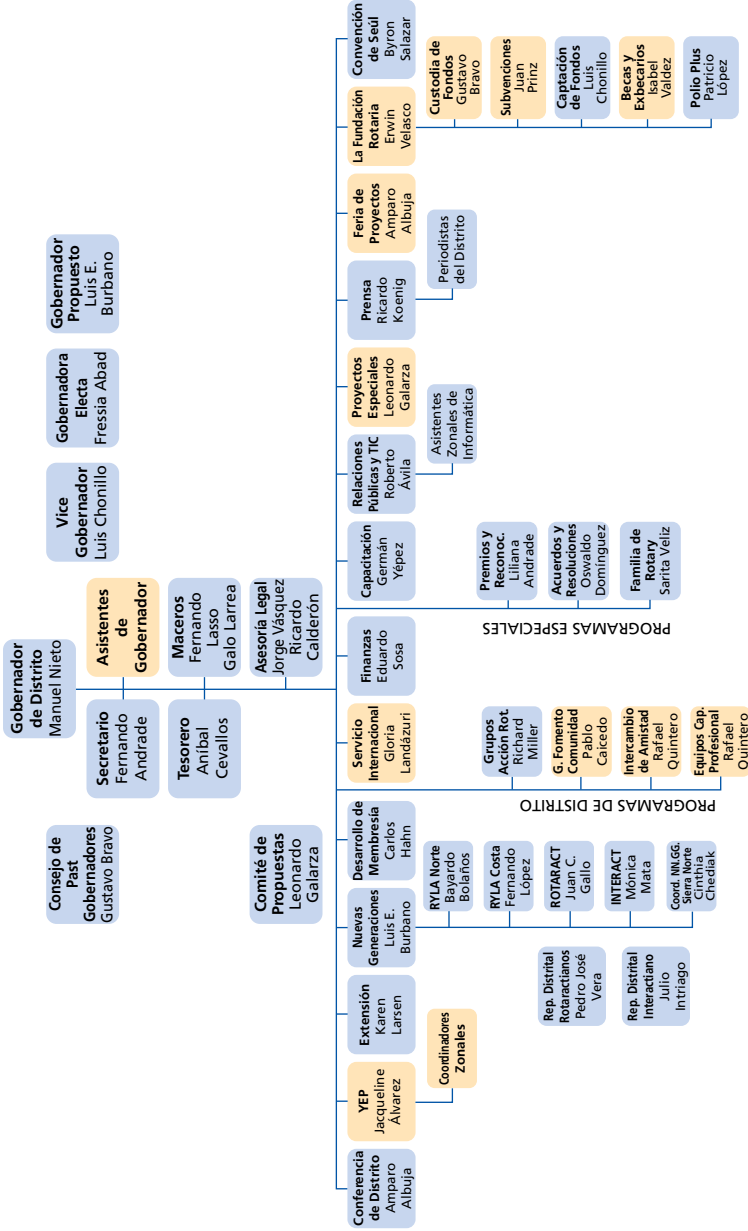 Gobernador
de Distrito
Manuel Nieto
Consejo de
Past
Gobernadores
Gustavo Bravo
Secretario
Fernando
Andrade
Asistentes
de
Gobernador
Vice
Gobernador
Luis Chonillo
Gobernadora
Electa
Fressia Abad
Gobernador
Propuesto
Luis E.
Burbano
Tesorero
Anibal
Cevallos
Maceros
Fernando
Lasso
Galo Larrea
Comité de
Propuestas
Leonardo
Galarza
Asesoría Legal
Jorge Vásquez
Ricardo
Calderón
Conferencia
de Distrito
Amparo
Albuja
YEP
Jacqueline
Álvarez
Extensión
Karen
Larsen
Nuevas
Generaciones
Luis E.
Burbano
Desarrollo de
Membresía
Carlos
Hahn
Servicio
Internacional
Gloria
Landázuri
Finanzas
Eduardo
Sosa
Capacitación
Germán
Yépez
Relaciones
Públicas y TIC
Roberto
Ávila
Proyectos
Especiales
Leonardo
Galarza
Prensa
Ricardo
Koenig
Feria de
Proyectos
Amparo
Albuja
La Fundación
Rotaria
Erwin
Velasco
Convención
de Seúl
Byron
Salazar
Coordinadores
Zonales
RYLA Norte
Bayardo
Bolaños
RYLA Costa
Fernando
López
ROTARACT
Juan C.
Gallo
INTERACT
Mónica
Mata
Coord. NN.GG.
Sierra Norte
Cinthia
Chediak
Rep. Distrital
Rotaractianos
Pedro José
Vera
Rep. Distrital
Interactiano
Julio
Intriago
PROGRAMAS DE DISTRITO
Grupos
Acción Rot.
Richard
Miller
G. Fomento
Comunidad
Pablo
Caicedo
Intercambio
de Amistad
Rafael
Quintero
Equipos Cap.
Profesional
Rafael
Quintero
PROGRAMAS ESPECIALES
Premios y
Reconoc.
Liliana
Andrade
Acuerdos y
Resoluciones
Oswaldo
Domínguez
Familia de
Rotary
Sarita Veliz
Asistentes
Zonales de
Informática
Periodistas
del Distrito
Custodia de
Fondos
Gustavo
Bravo
Subvenciones
Juan
Prinz
Captación
de Fondos
Luis
Chonillo
Becas y
Exbecarios
Isabel
Valdez
Polio Plus
Patricio
López